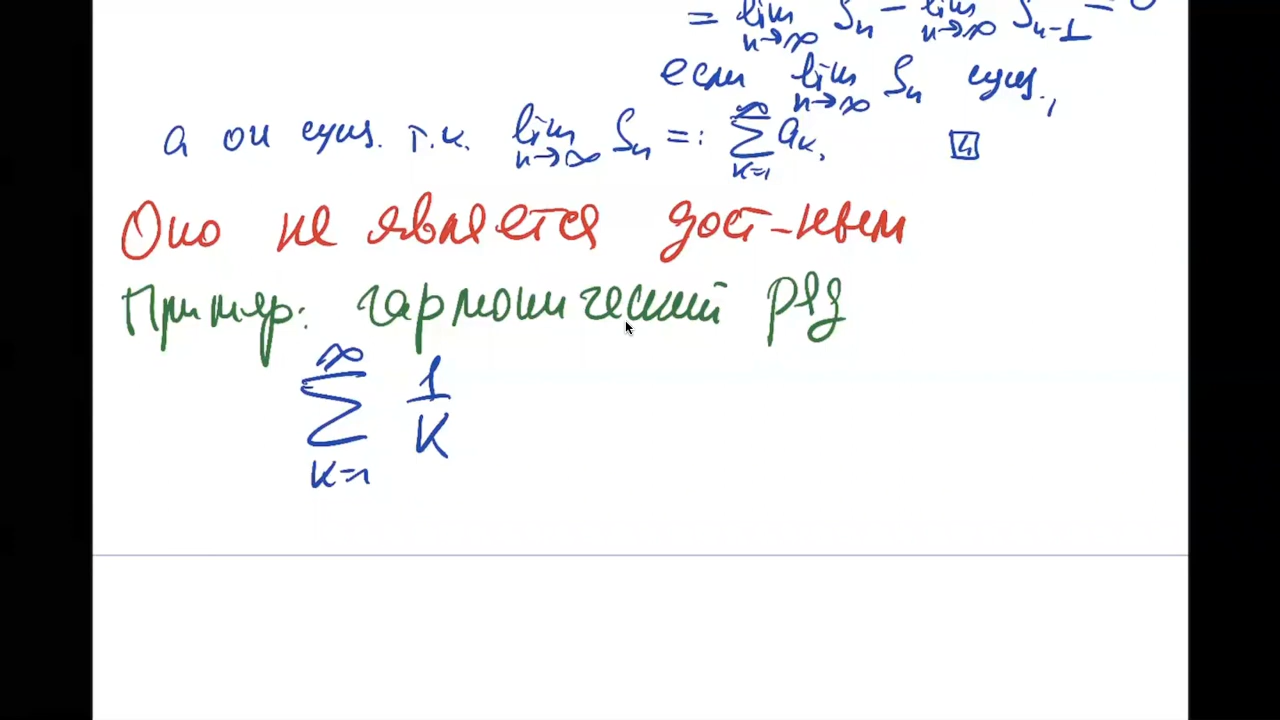 = lim n→∞ Sn − lim n→∞ Sn−1 = 0
если lim n→∞ Sn сущ.,
а он сущ. т.к. lim n→∞ Sn =: ∑ k=1 ∞ ak,
Оно не является дост-ным
Пример: гармонический ряд
∑ k=1 ∞ 1/k